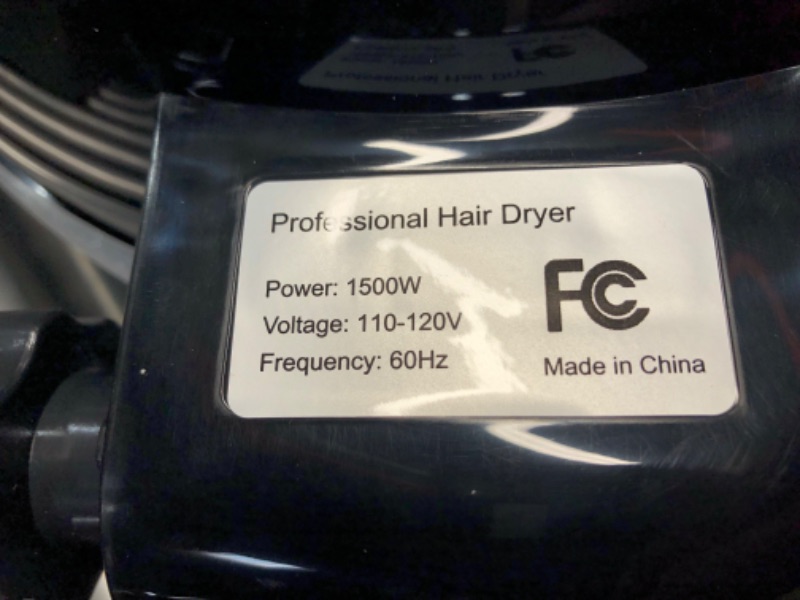 Professional Hair Dryer
Power: 1500W
Voltage: 110-120V
Frequency: 60Hz
FC
Made in China